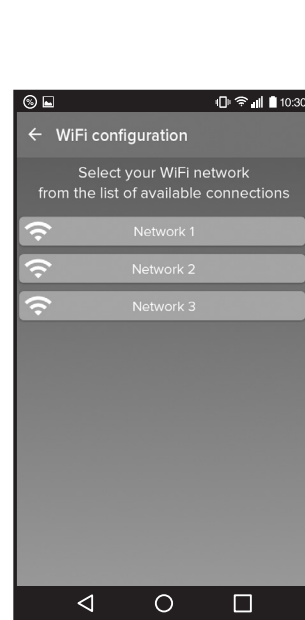 10:30
WiFi configuration
Select your WiFi network
from the list of available connections
Network 1
Network 2
Network 3